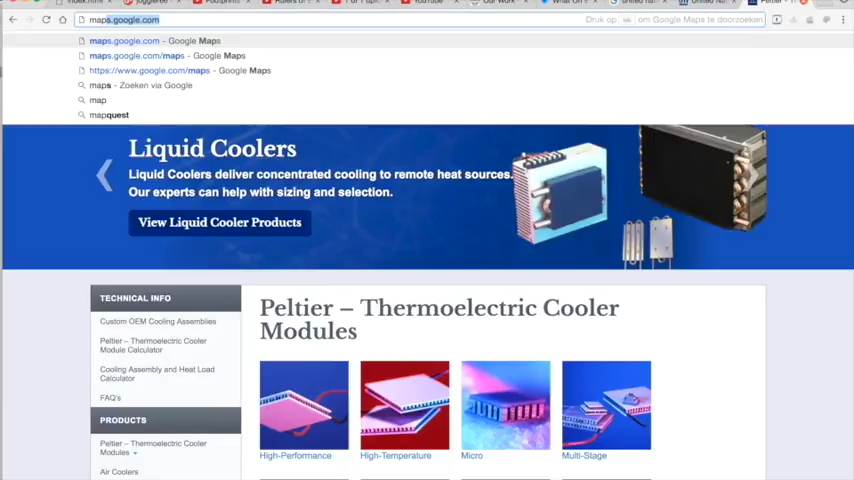 index.html
YouTube
maps.google.com
Druk op
om Google Maps te doorzoeken
maps.google.com - Google Maps
maps.google.com/maps - Google Maps
https://www.google.com/maps - Google Maps
maps - Zoeken via Google
map
mapquest
Liquid Coolers
Liquid Coolers deliver concentrated cooling to remote heat sources.
Our experts can help with sizing and selection.
View Liquid Cooler Products
TECHNICAL INFO
Custom OEM Cooling Assemblies
Peltier – Thermoelectric Cooler
Module Calculator
Cooling Assembly and Heat Load
Calculator
FAQ's
PRODUCTS
Peltier – Thermoelectric Cooler
Modules
Air Coolers
Peltier – Thermoelectric Cooler
Modules
High-Performance
High-Temperature
Micro
Multi-Stage